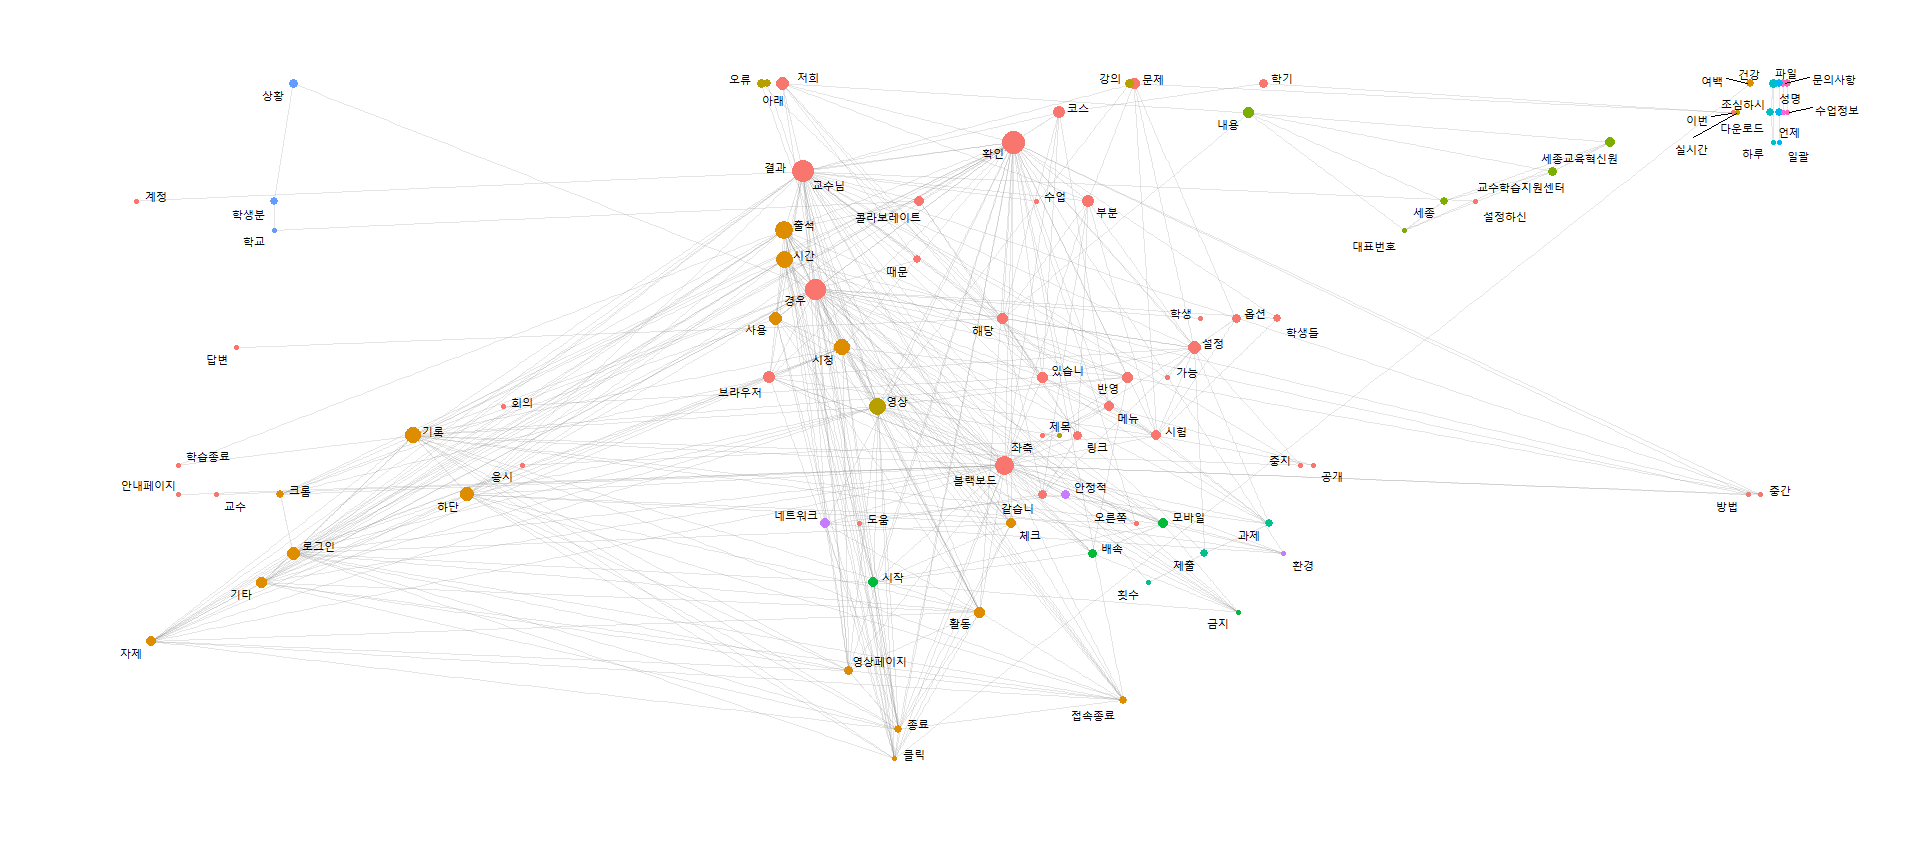 오류
저희
아래
강의
문제
학기
여백
건강
파일
문의사항
상황
코스
내용
조심하시
성명
수업정보
이번
다운로드
언제
실시간
하루
일괄
확인
결과
교수님
세종교육혁신원
교수학습지원센터
계정
학생분
학교
콜라보레이트
수업
부분
세종
설정하신
대표번호
출석
시간
때문
경우
사용
해당
학생
옵션
학생들
답변
시청
설정
브라우저
있습니
반영
가능
회의
영상
메뉴
기록
제목
좌측
링크
시험
학습종료
응시
블랙보드
중지
공개
안내페이지
교수
크롬
하단
같습니
안정적
방법
중간
네트워크
도움
체크
오른쪽
모바일
과제
로그인
배속
제출
환경
기타
시작
횟수
활동
금지
자제
영상페이지
접속종료
종료
클릭